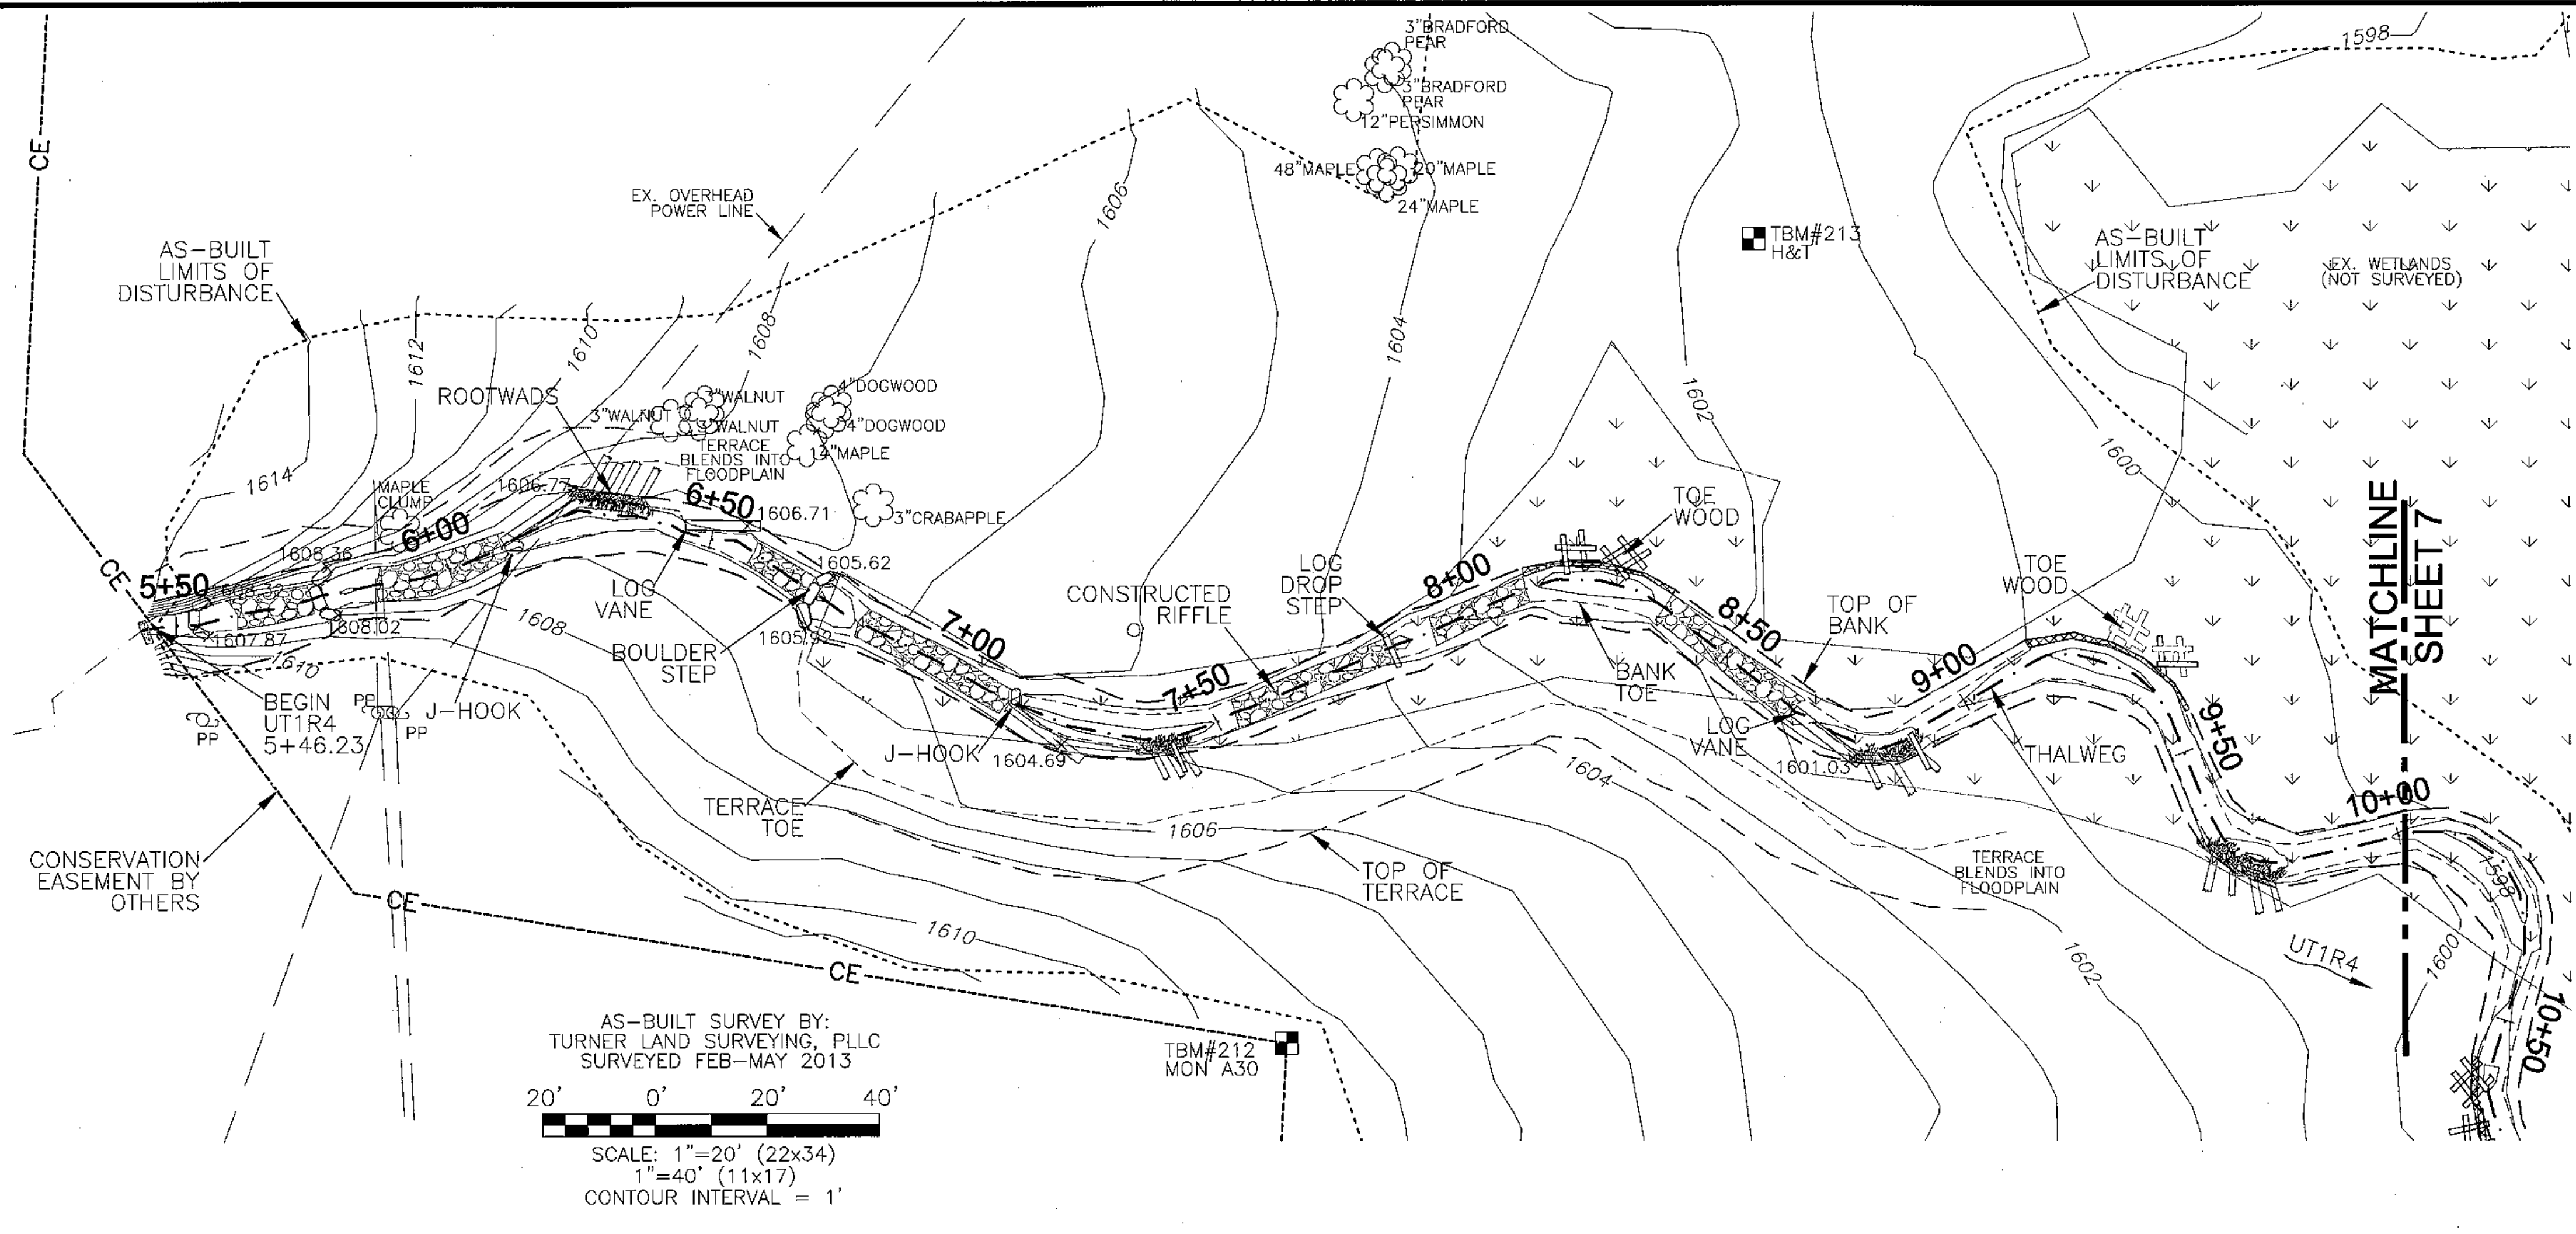 3"BRADFORD
PEAR
3"BRADFORD
PEAR
12"PERSIMMON
48"MAPLE
20"MAPLE
24"MAPLE
1598
CE
EX. OVERHEAD
POWER LINE
1606
TBM#213
H&T
AS-BUILT
LIMITS OF
DISTURBANCE
AS-BUILT
LIMITS OF
DISTURBANCE
EX. WETLANDS
(NOT SURVEYED)
1612
1610
1608
1604
1602
1600
ROOTWADS
3"WALNUT
3"WALNUT
3"WALNUT
4"DOGWOOD
4"DOGWOOD
14"MAPLE
TERRACE
BLENDS INTO
FLOODPLAIN
1614
MAPLE
CLUMP
1606.77
6+50
1606.71
3"CRABAPPLE
TOE
WOOD
MATCHLINE
SHEET 7
6+00
1608.36
1605.62
CE
5+50
LOG
VANE
CONSTRUCTED
RIFFLE
LOG
DROP
STEP
8+00
TOE
WOOD
1607.87
1608.02
1608
1605.92
7+00
8+50
TOP OF
BANK
1610
BOULDER
STEP
7+50
BANK
TOE
9+00
BEGIN
UT1R4
5+46.23
PP
PP
PP
J-HOOK
J-HOOK
1604.69
LOG
VANE
1601.03
THALWEG
9+50
1604
10+00
TERRACE
TOE
1606
CONSERVATION
EASEMENT BY
OTHERS
TOP OF
TERRACE
TERRACE
BLENDS INTO
FLOODPLAIN
1598
CE
1610
CE
1602
UT1R4
1600
10+50
AS-BUILT SURVEY BY:
TURNER LAND SURVEYING, PLLC
SURVEYED FEB-MAY 2013
TBM#212
MON A30
20' 0' 20' 40'
SCALE: 1"=20' (22x34)
1"=40' (11x17)
CONTOUR INTERVAL = 1'